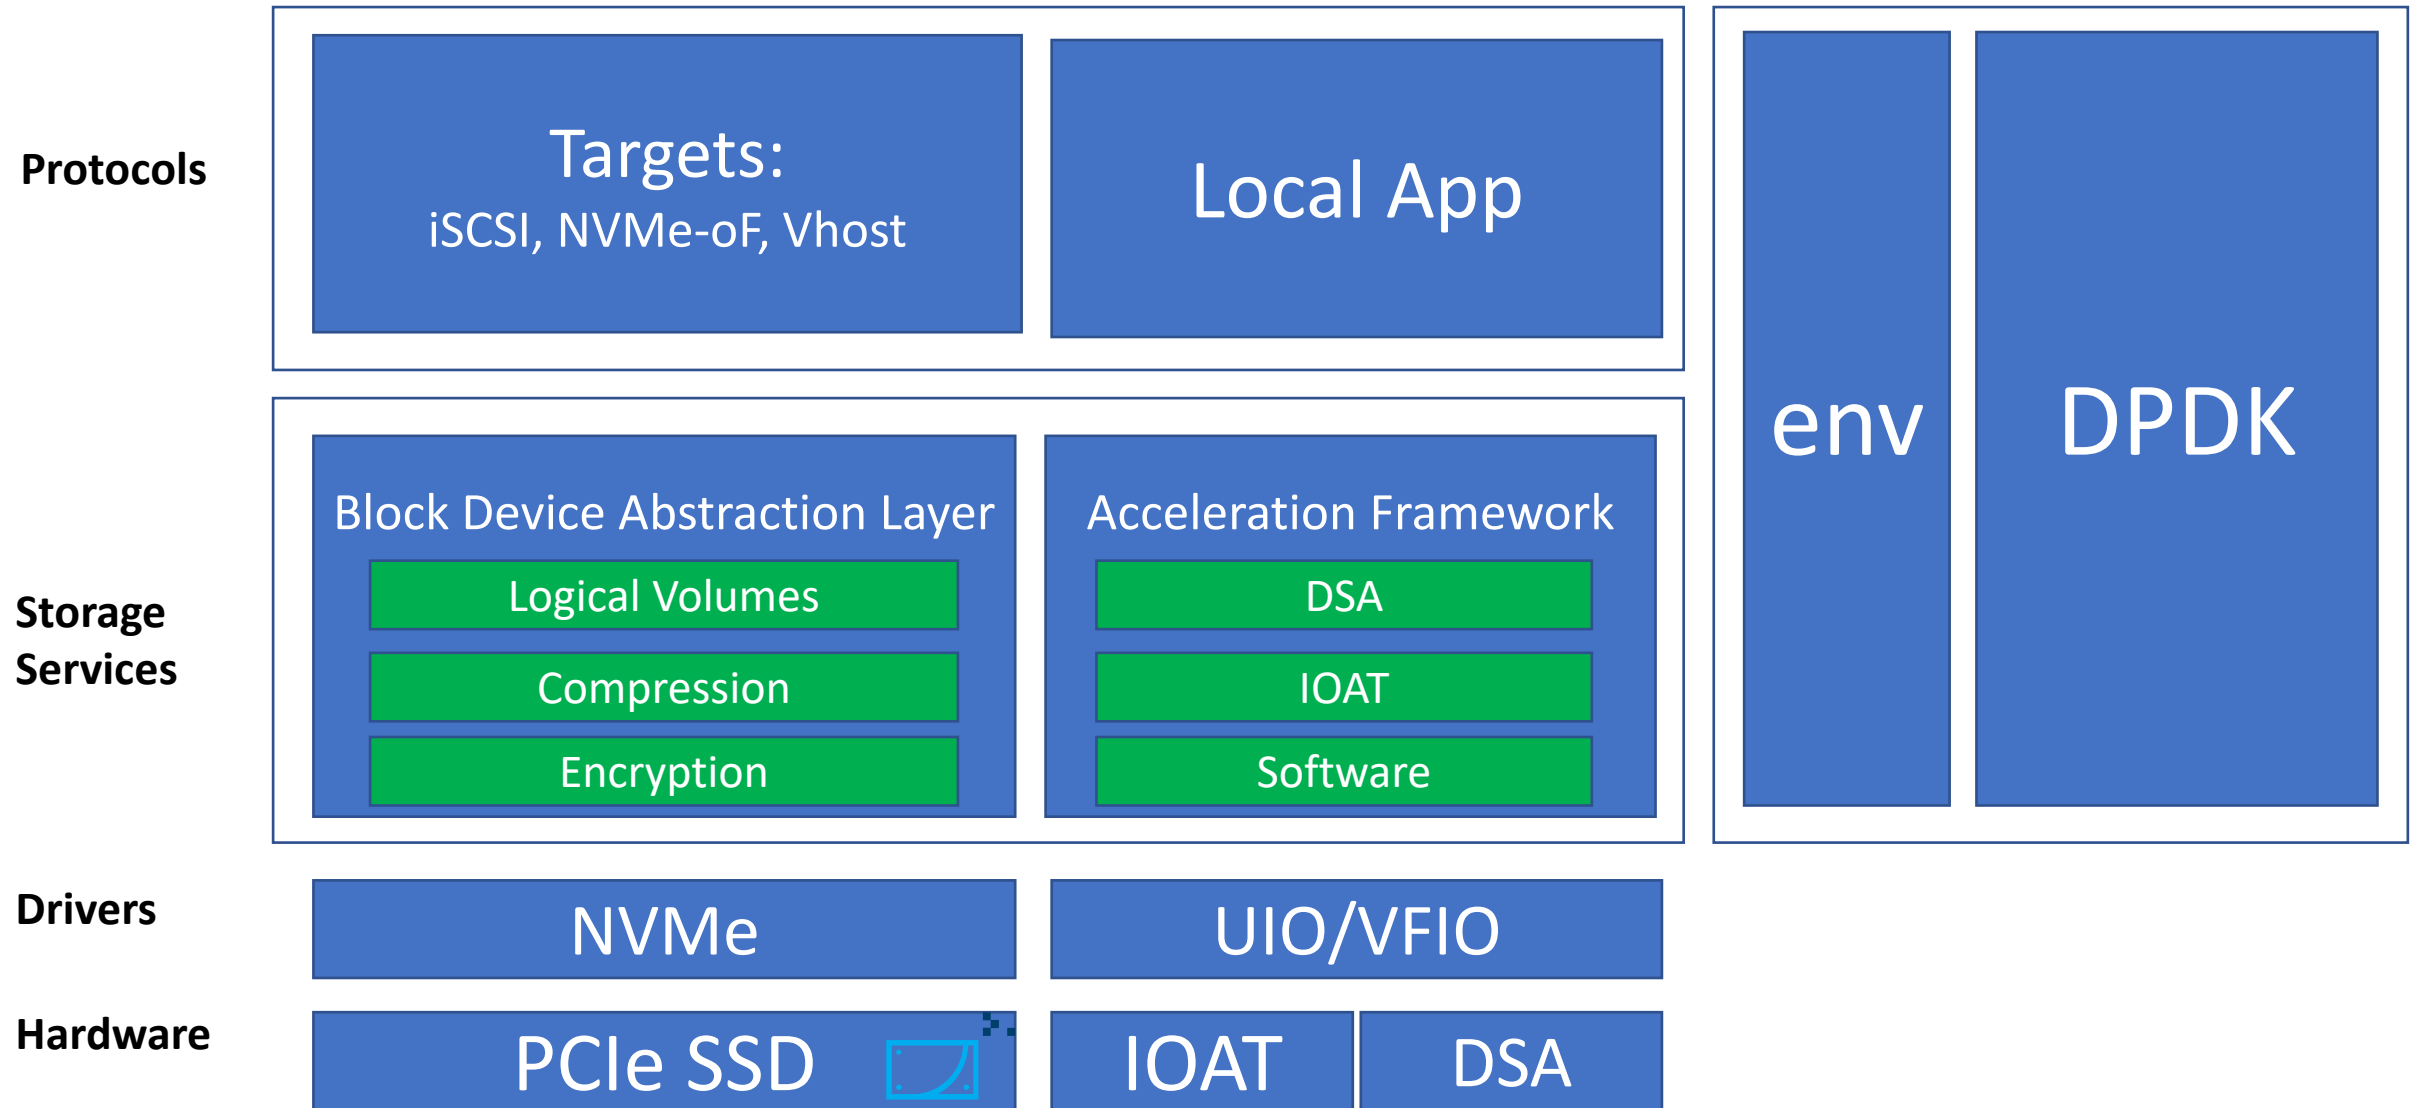 Protocols
Targets:
iSCSI, NVMe-oF, Vhost
Local App
env
DPDK
Storage
Services
Block Device Abstraction Layer
Logical Volumes
Compression
Encryption
Acceleration Framework
DSA
IOAT
Software
Drivers
NVMe
UIO/VFIO
Hardware
PCIe SSD
IOAT
DSA